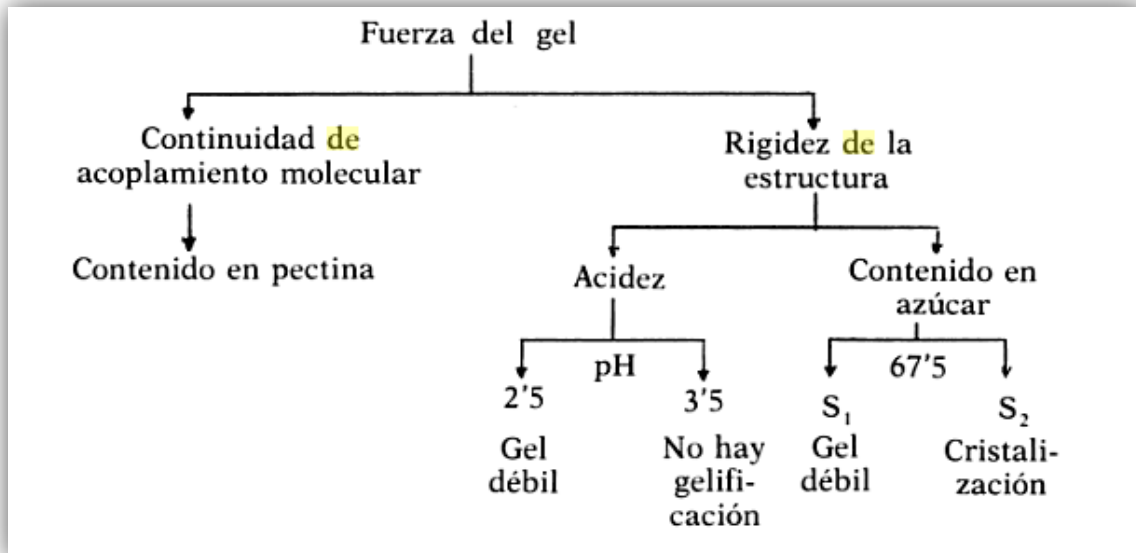 Fuerza del gel
Continuidad de
acoplamiento molecular
Contenido en pectina
Rigidez de la
estructura
Acidez
pH
2'5
Gel
débil
3'5
No hay
gelifi-
cación
Contenido en
azúcar
67'5
S₁
Gel
débil
S₂
Cristali-
zación